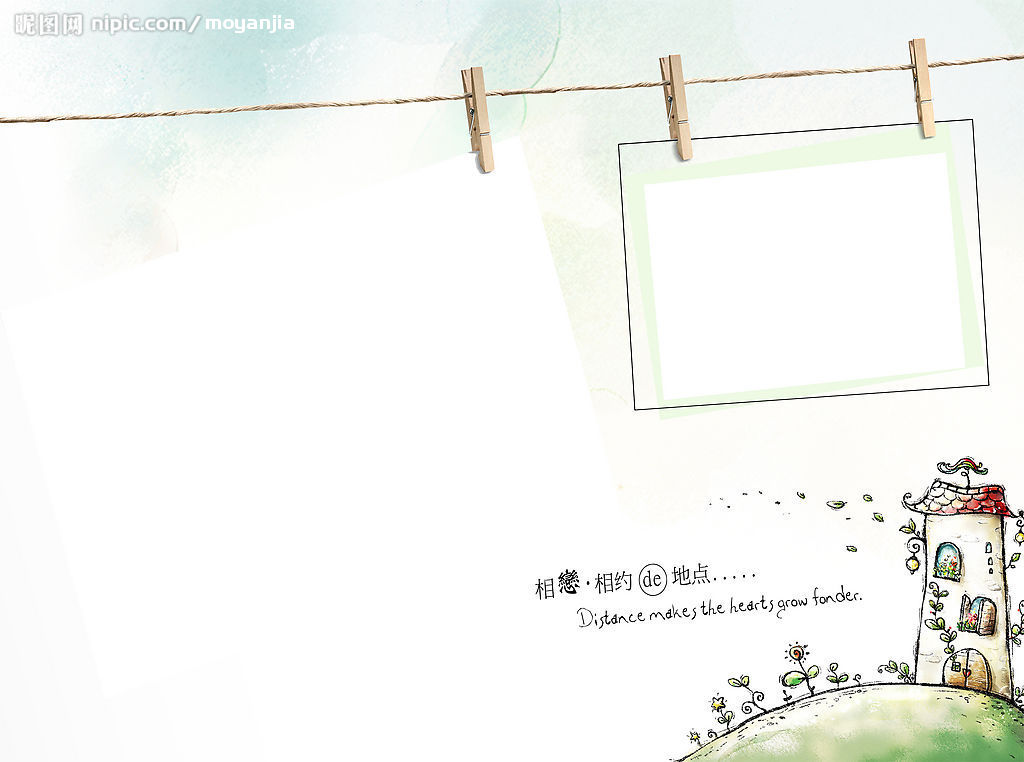 昵图网 nipic.com/moyanjia
相戀·相约 de 地点.....
Distance makes the hearts grow fonder.